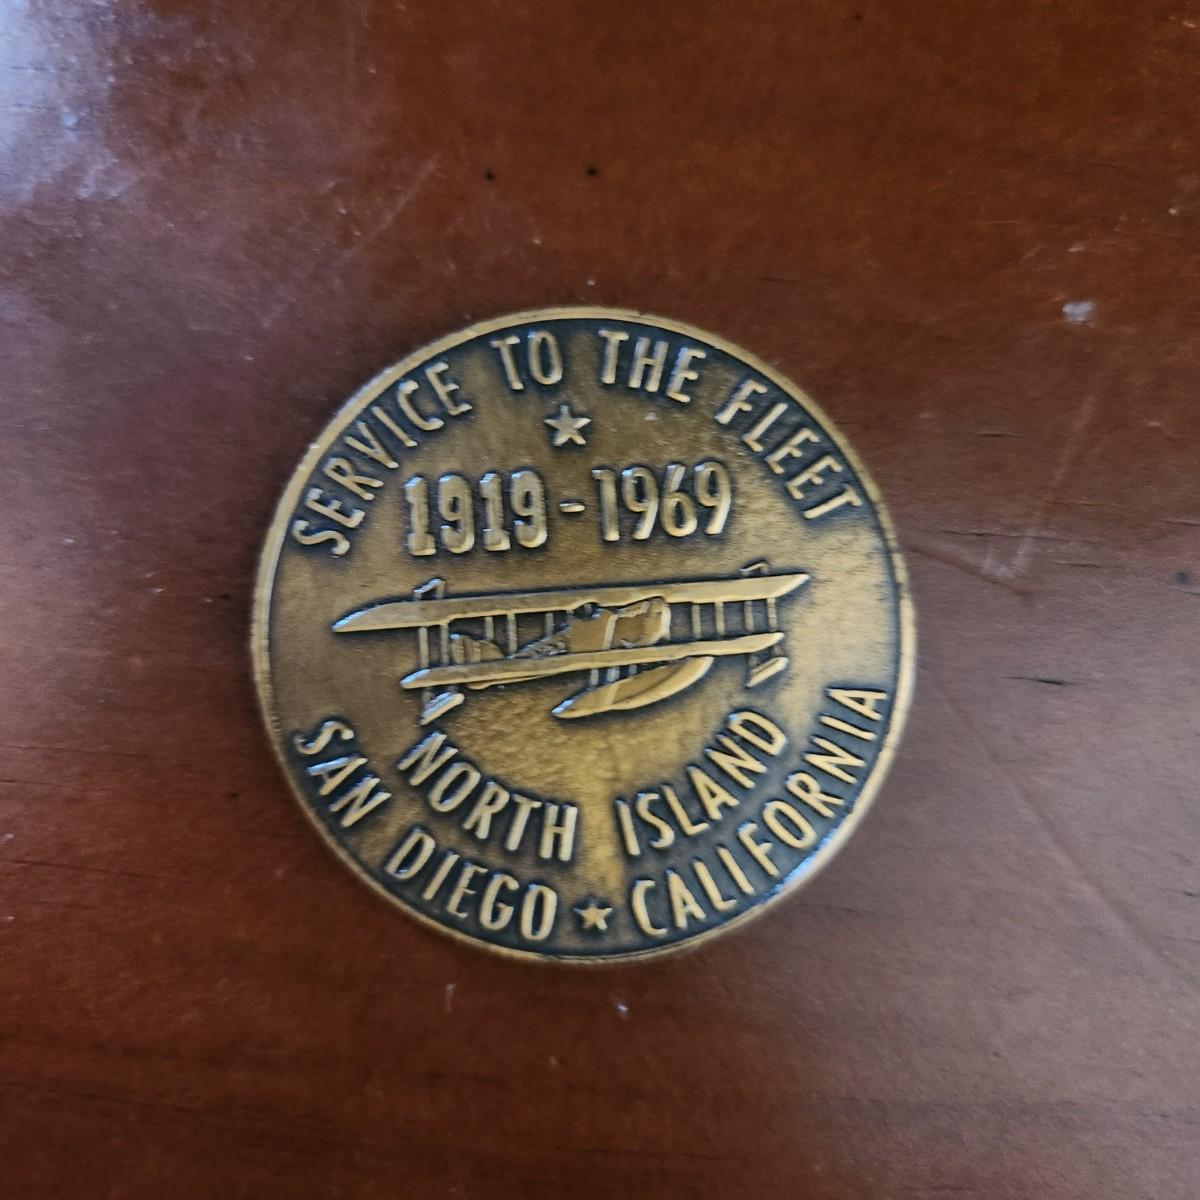 SERVICE TO THE FLEET
1919-1969
NORTH ISLAND
SAN DIEGO ★ CALIFORNIA